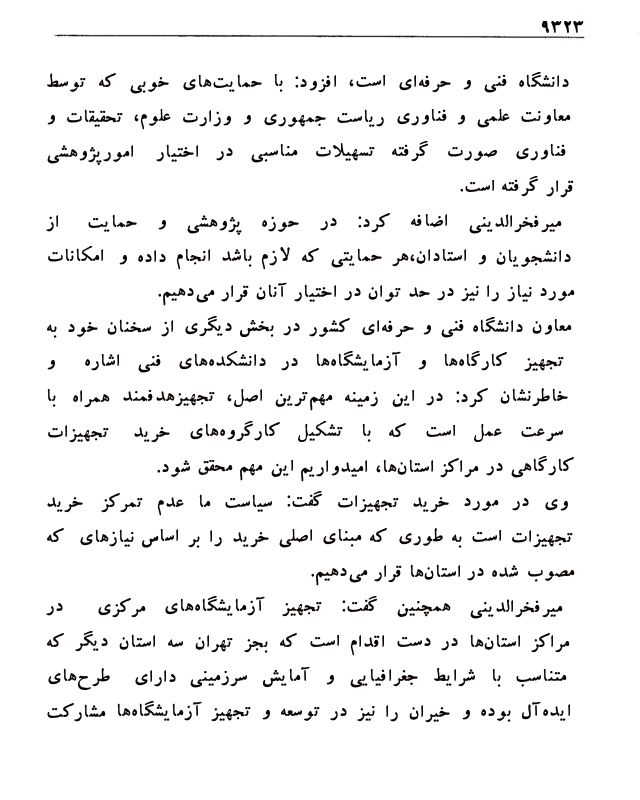 ۹۳۲۳
دانشگاه فنی و حرفه‌ای است، افزود: با حمایت‌های خوبی که توسط
معاونت علمی و فناوری ریاست جمهوری و وزارت علوم، تحقیقات و
فناوری صورت گرفته تسهیلات مناسبی در اختیار امورپژوهشی
قرار گرفته است.
میرفخرالدینی اضافه کرد: در حوزه پژوهشی و حمایت از
دانشجویان و استادان،هر حمایتی که لازم باشد انجام داده و امکانات
مورد نیاز را نیز در حد توان در اختیار آنان قرار می‌دهیم.
معاون دانشگاه فنی و حرفه‌ای کشور در بخش دیگری از سخنان خود به
تجهیز کارگاه‌ها و آزمایشگاه‌ها در دانشکده‌های فنی اشاره و
خاطرنشان کرد: در این زمینه مهم‌ترین اصل، تجهیزهدفمند همراه با
سرعت عمل است که با تشکیل کارگروه‌های خرید تجهیزات
کارگاهی در مراکز استان‌ها، امیدواریم این مهم محقق شود.
وی در مورد خرید تجهیزات گفت: سیاست ما عدم تمرکز خرید
تجهیزات است به طوری که مبنای اصلی خرید را بر اساس نیازهای که
مصوب شده در استان‌ها قرار می‌دهیم.
میرفخرالدینی همچنین گفت: تجهیز آزمایشگاه‌های مرکزی در
مراکز استان‌ها در دست اقدام است که بجز تهران سه استان دیگر که
متناسب با شرایط جغرافیایی و آمایش سرزمینی دارای طرح‌های
ایده‌آل بوده و خیران را نیز در توسعه و تجهیز آزمایشگاه‌ها مشارکت